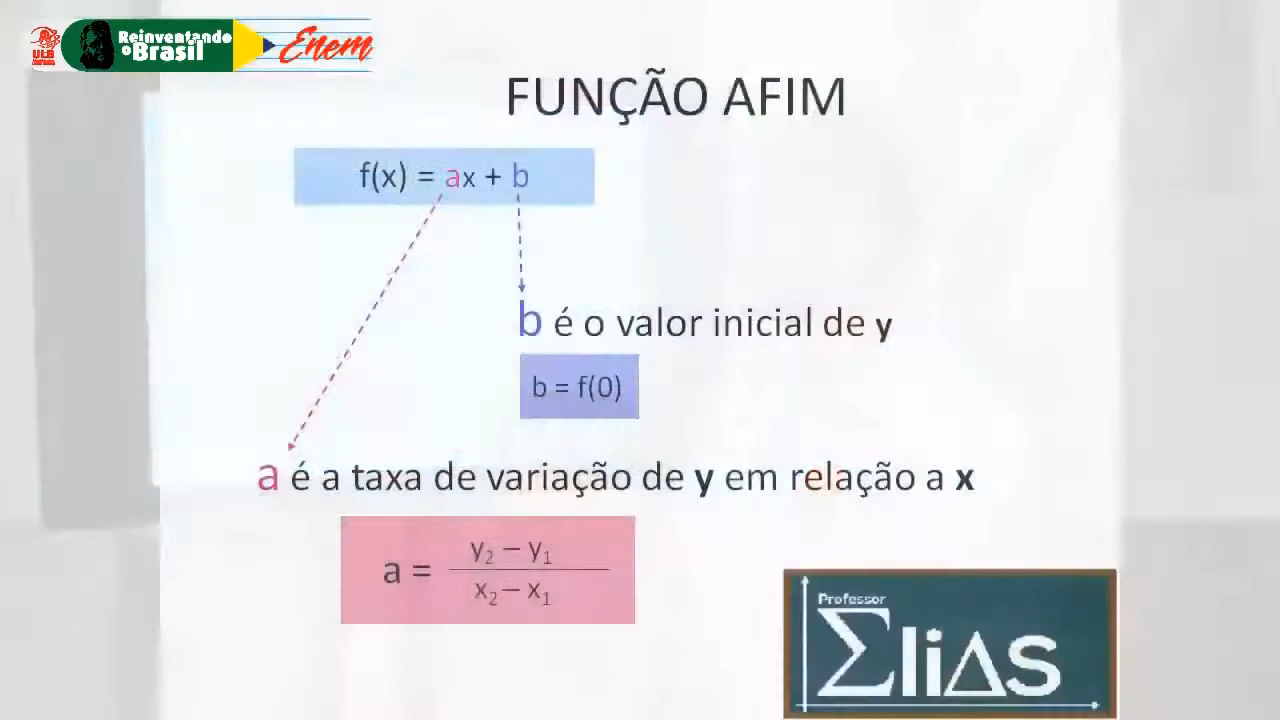 Reinventando
o Brasil
Enem
FUNÇÃO AFIM
f(x) = ax + b
b é o valor inicial de y
b = f(0)
a é a taxa de variação de y em relação a x
a = y₂ – y₁
x₂ – x₁
Professor
ΣliΔs